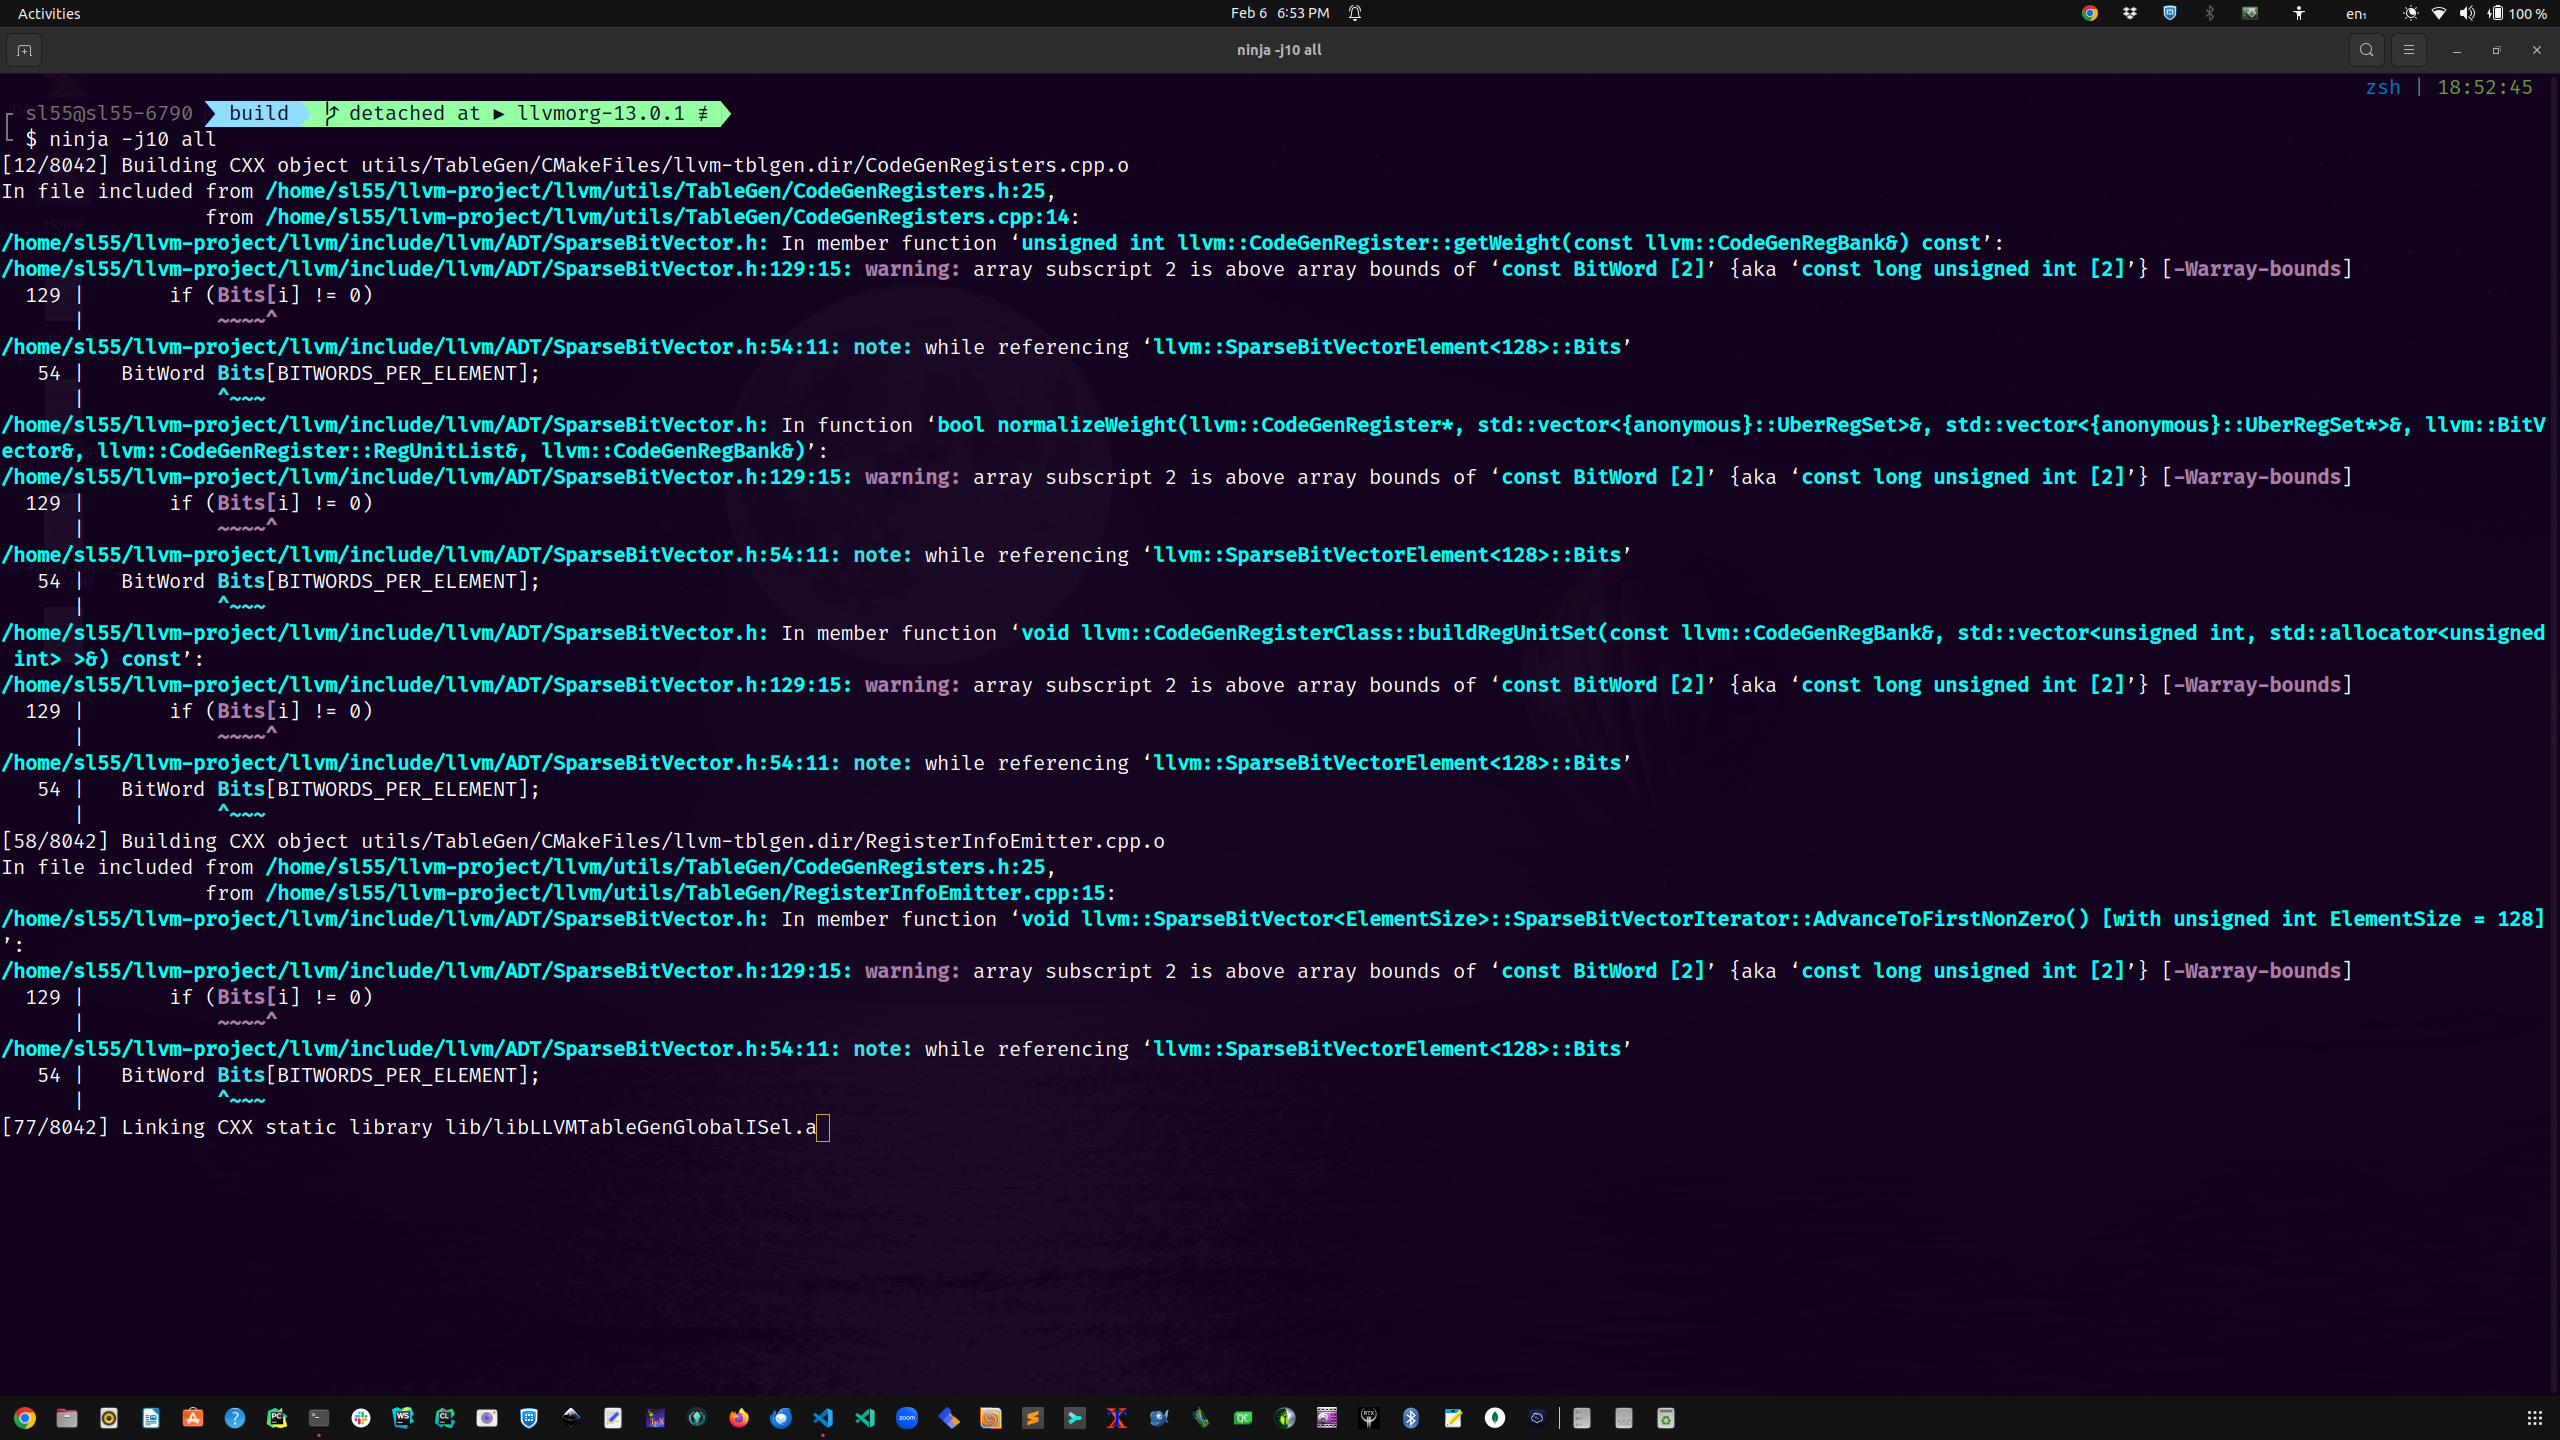 Activities
Feb 6 6:53 PM
en₁
100 %
ninja -j10 all
zsh | 18:52:45
sl55@sl55-6790 build detached at ► llvmorg-13.0.1 ≢
$ ninja -j10 all
[12/8042] Building CXX object utils/TableGen/CMakeFiles/llvm-tblgen.dir/CodeGenRegisters.cpp.o
In file included from /home/sl55/llvm-project/llvm/utils/TableGen/CodeGenRegisters.h:25,
                 from /home/sl55/llvm-project/llvm/utils/TableGen/CodeGenRegisters.cpp:14:
/home/sl55/llvm-project/llvm/include/llvm/ADT/SparseBitVector.h: In member function ‘unsigned int llvm::CodeGenRegister::getWeight(const llvm::CodeGenRegBank&) const’:
/home/sl55/llvm-project/llvm/include/llvm/ADT/SparseBitVector.h:129:15: warning: array subscript 2 is above array bounds of ‘const BitWord [2]’ {aka ‘const long unsigned int [2]’} [-Warray-bounds]
  129 |       if (Bits[i] != 0)
      |           ~~~~^
/home/sl55/llvm-project/llvm/include/llvm/ADT/SparseBitVector.h:54:11: note: while referencing ‘llvm::SparseBitVectorElement<128>::Bits’
   54 |   BitWord Bits[BITWORDS_PER_ELEMENT];
      |           ^~~~
/home/sl55/llvm-project/llvm/include/llvm/ADT/SparseBitVector.h: In function ‘bool normalizeWeight(llvm::CodeGenRegister*, std::vector<{anonymous}::UberRegSet>&, std::vector<{anonymous}::UberRegSet*>&, llvm::BitV
ector&, llvm::CodeGenRegister::RegUnitList&, llvm::CodeGenRegBank&)’:
/home/sl55/llvm-project/llvm/include/llvm/ADT/SparseBitVector.h:129:15: warning: array subscript 2 is above array bounds of ‘const BitWord [2]’ {aka ‘const long unsigned int [2]’} [-Warray-bounds]
  129 |       if (Bits[i] != 0)
      |           ~~~~^
/home/sl55/llvm-project/llvm/include/llvm/ADT/SparseBitVector.h:54:11: note: while referencing ‘llvm::SparseBitVectorElement<128>::Bits’
   54 |   BitWord Bits[BITWORDS_PER_ELEMENT];
      |           ^~~~
/home/sl55/llvm-project/llvm/include/llvm/ADT/SparseBitVector.h: In member function ‘void llvm::CodeGenRegisterClass::buildRegUnitSet(const llvm::CodeGenRegBank&, std::vector<unsigned int, std::allocator<unsigned
 int> >&) const’:
/home/sl55/llvm-project/llvm/include/llvm/ADT/SparseBitVector.h:129:15: warning: array subscript 2 is above array bounds of ‘const BitWord [2]’ {aka ‘const long unsigned int [2]’} [-Warray-bounds]
  129 |       if (Bits[i] != 0)
      |           ~~~~^
/home/sl55/llvm-project/llvm/include/llvm/ADT/SparseBitVector.h:54:11: note: while referencing ‘llvm::SparseBitVectorElement<128>::Bits’
   54 |   BitWord Bits[BITWORDS_PER_ELEMENT];
      |           ^~~~
[58/8042] Building CXX object utils/TableGen/CMakeFiles/llvm-tblgen.dir/RegisterInfoEmitter.cpp.o
In file included from /home/sl55/llvm-project/llvm/utils/TableGen/CodeGenRegisters.h:25,
                 from /home/sl55/llvm-project/llvm/utils/TableGen/RegisterInfoEmitter.cpp:15:
/home/sl55/llvm-project/llvm/include/llvm/ADT/SparseBitVector.h: In member function ‘void llvm::SparseBitVector<ElementSize>::SparseBitVectorIterator::AdvanceToFirstNonZero() [with unsigned int ElementSize = 128]
’:
/home/sl55/llvm-project/llvm/include/llvm/ADT/SparseBitVector.h:129:15: warning: array subscript 2 is above array bounds of ‘const BitWord [2]’ {aka ‘const long unsigned int [2]’} [-Warray-bounds]
  129 |       if (Bits[i] != 0)
      |           ~~~~^
/home/sl55/llvm-project/llvm/include/llvm/ADT/SparseBitVector.h:54:11: note: while referencing ‘llvm::SparseBitVectorElement<128>::Bits’
   54 |   BitWord Bits[BITWORDS_PER_ELEMENT];
      |           ^~~~
[77/8042] Linking CXX static library lib/libLLVMTableGenGlobalISel.a